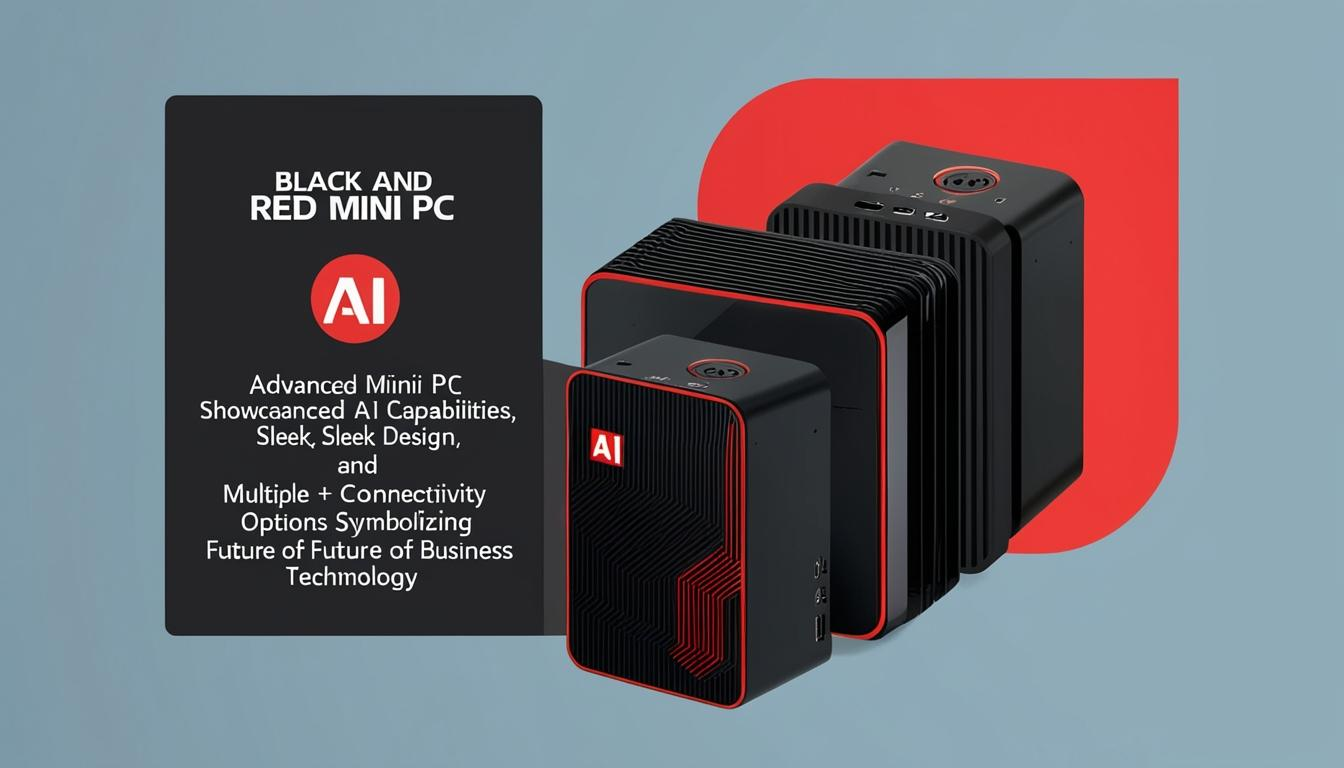 BLACK AND
RED MINI PC
AI
Advanced Miinii PC
Showcaanced AI Capabiiities,
Sleek, Sleek Design,
and
Multiple + Connectiivity
Options Symbolizing
Future of Future of Business
Techmology
AI